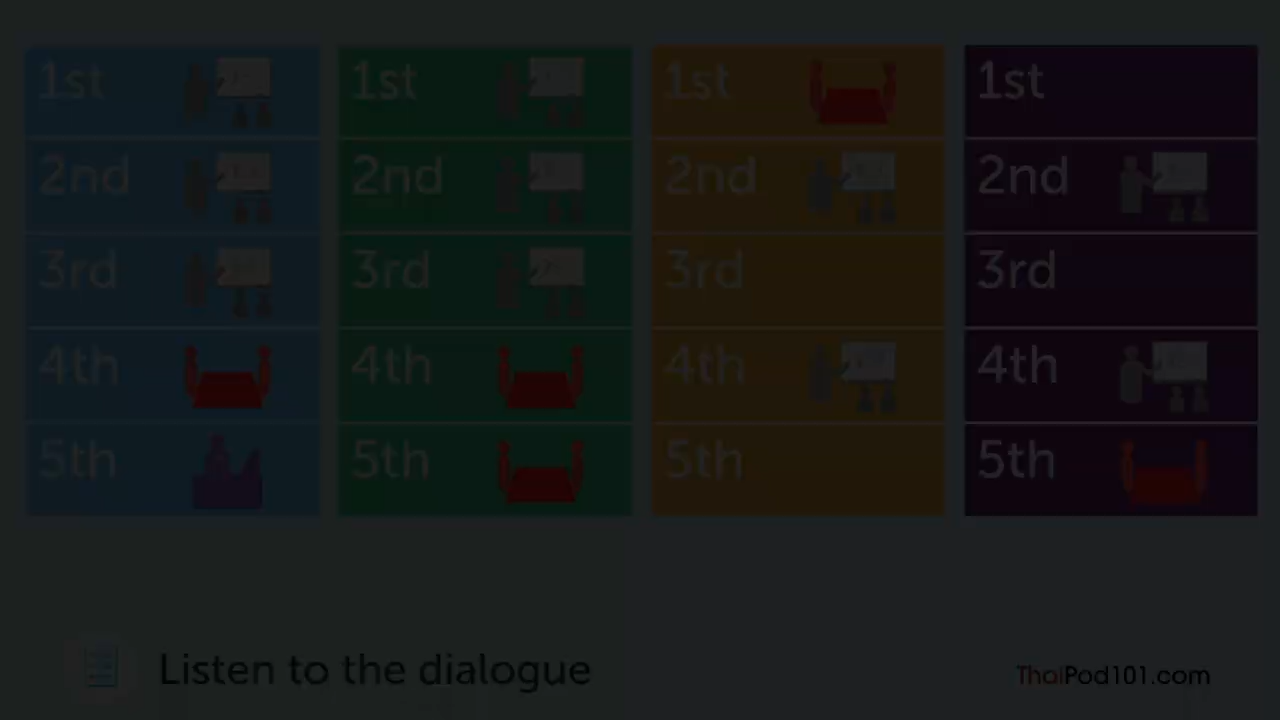 1st 1st 1st 1st
2nd 2nd 2nd 2nd
3rd 3rd 3rd 3rd
4th 4th 4th 4th
5th 5th 5th 5th
Listen to the dialogue
ThaiPod101.com